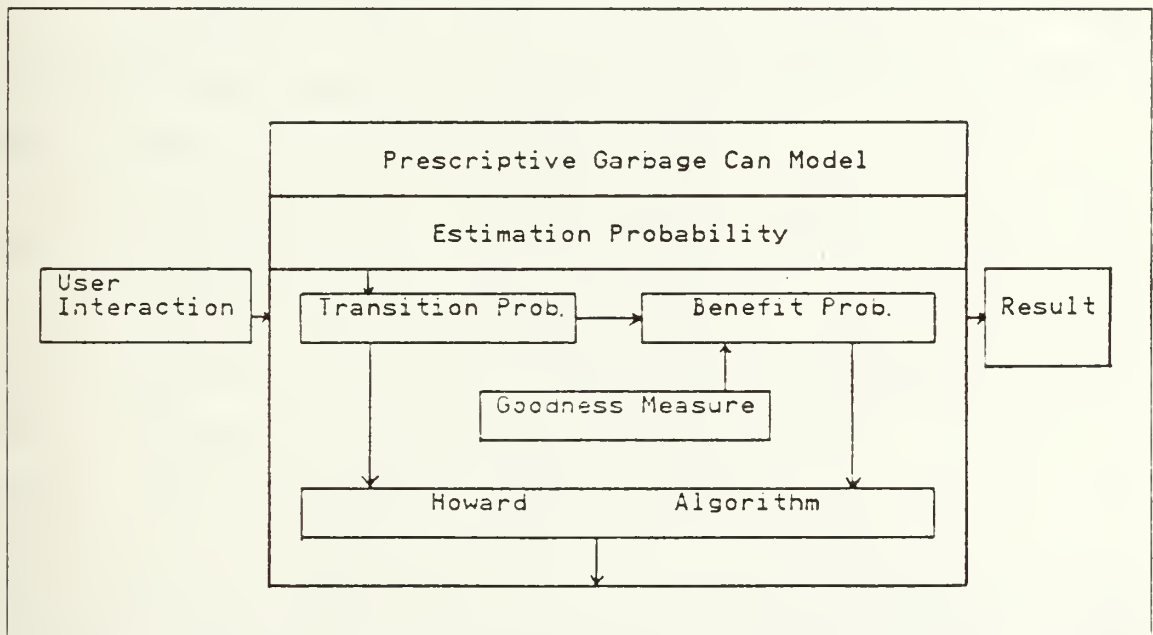 Prescriptive Garbage Can Model
Estimation Probability
User
Interaction
Transition Prob.
Benefit Prob.
Result
Goodness Measure
Howard Algorithm